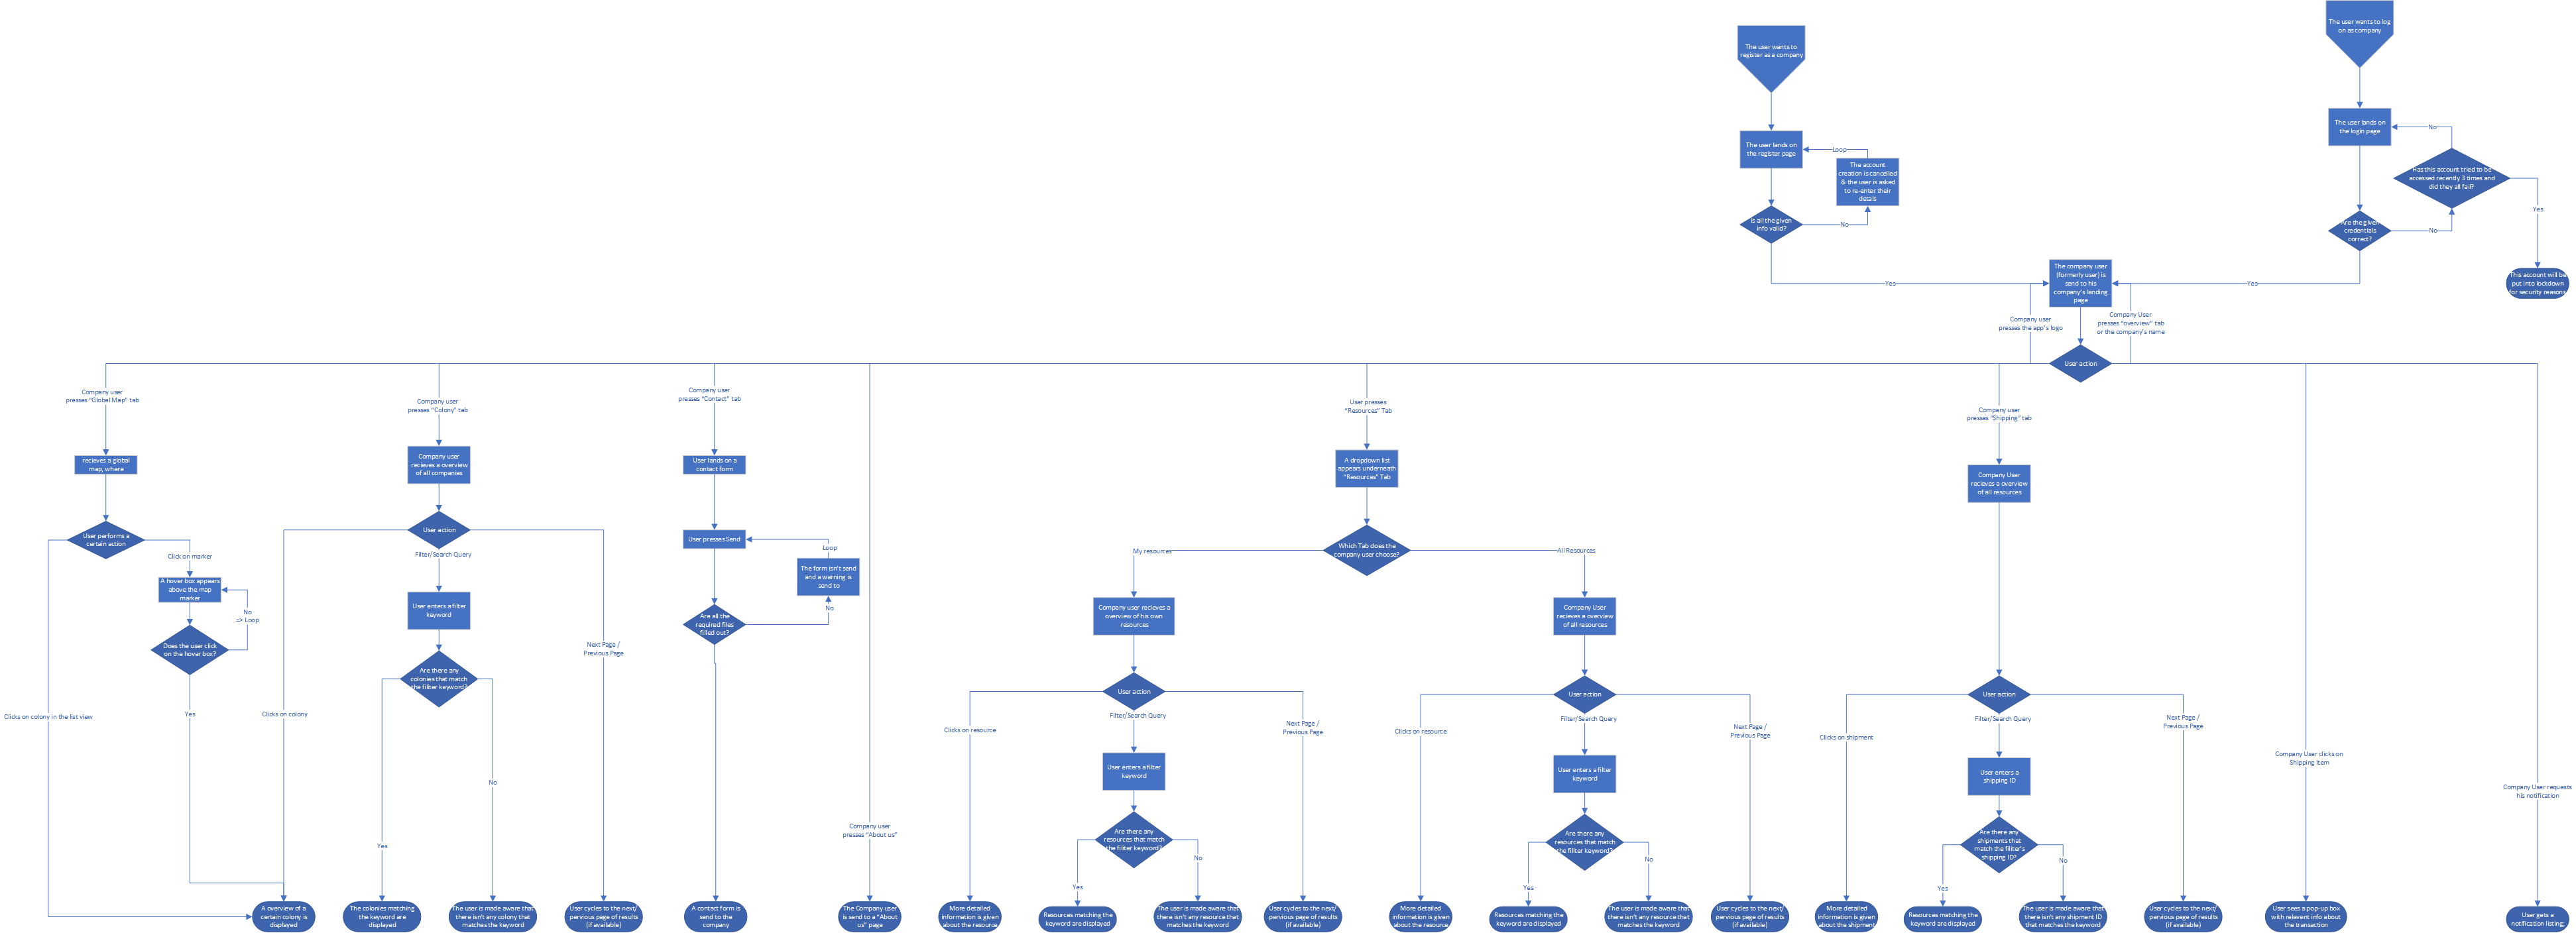 The user wants to log
on as company
The user wants to
register as a company
The user lands on
the login page
No
The user lands on
the register page
Loop
The account
creation is cancelled
& the user is asked
to re-enter their
detals
Has this account tried to be
accessed recently 3 times and
did they all fail?
Yes
is all the given
info valid?
No
Are the given
credentials
correct?
No
The company user
(formerly user) is
send to his
company's landing
page
Yes
Yes
This account will be
put into lockdown
for security reasons
Company user
presses the app's logo
Company User
presses "overview" tab
or the company's name
User action
Company user
presses "Global Map" tab
Company user
presses "Colony" tab
Company user
presses "Contact" tab
User presses
"Resources" Tab
Company user
presses "Shipping" tab
recieves a global
map, where
Company user
recieves a overview
of all companies
User lands on a
contact form
A dropdown list
appears underneath
"Resources" Tab
Company User
recieves a overview
of all resources
User performs a
certain action
User action
User presses Send
Loop
Which Tab does the
company user choose?
My resources
All Resources
Click on marker
Filter/Search Query
The form isn't send
and a warning is
send to
A hover box appears
above the map
marker
No
=> Loop
User enters a filter
keyword
No
Are all the
required files
filled out?
Company user recieves a
overview of his own
resources
Company User
recieves a overview
of all resources
Does the user click
on the hover box?
Next Page /
Previous Page
Are there any
colonies that match
the filiter keyword?
User action
User action
User action
Clicks on colony in the list view
Yes
Clicks on colony
Filter/Search Query
Filter/Search Query
Filter/Search Query
Clicks on resource
Next Page /
Previous Page
Clicks on resource
Next Page /
Previous Page
Clicks on shipment
Next Page /
Previous Page
Company User clicks on
Shipping item
User enters a filter
keyword
User enters a filter
keyword
User enters a
shipping ID
No
Company User requests
his notification
Company user
presses "About us"
Yes
Are there any
resources that match
the filiter keyword?
Are there any
resources that match
the filiter keyword?
Are there any
shipments that
match the filiter's
shipping ID?
No
No
No
Yes
Yes
Yes
A overview of a
certain colony is
displayed
The colonies matching
the keyword are
displayed
The user is made aware that
there isn't any colony that
matches the keyword
User cycles to the next/
pervious page of results
(if available)
A contact form is
send to the
company
The Company user
is send to a "About
us" page
More detailed
information is given
about the resource
Resources matching the
keyword are displayed
The user is made aware that
there isn't any resource that
matches the keyword
User cycles to the next/
pervious page of results
(if available)
More detailed
information is given
about the resource
Resources matching the
keyword are displayed
The user is made aware that
there isn't any resource that
matches the keyword
User cycles to the next/
pervious page of results
(if available)
More detailed
information is given
about the shipment
Resources matching the
keyword are displayed
The user is made aware that
there isn't any shipment ID
that matches the keyword
User cycles to the next/
pervious page of results
(if available)
User sees a pop-up box
with relevent info about
the transaction
User gets a
notification listing,